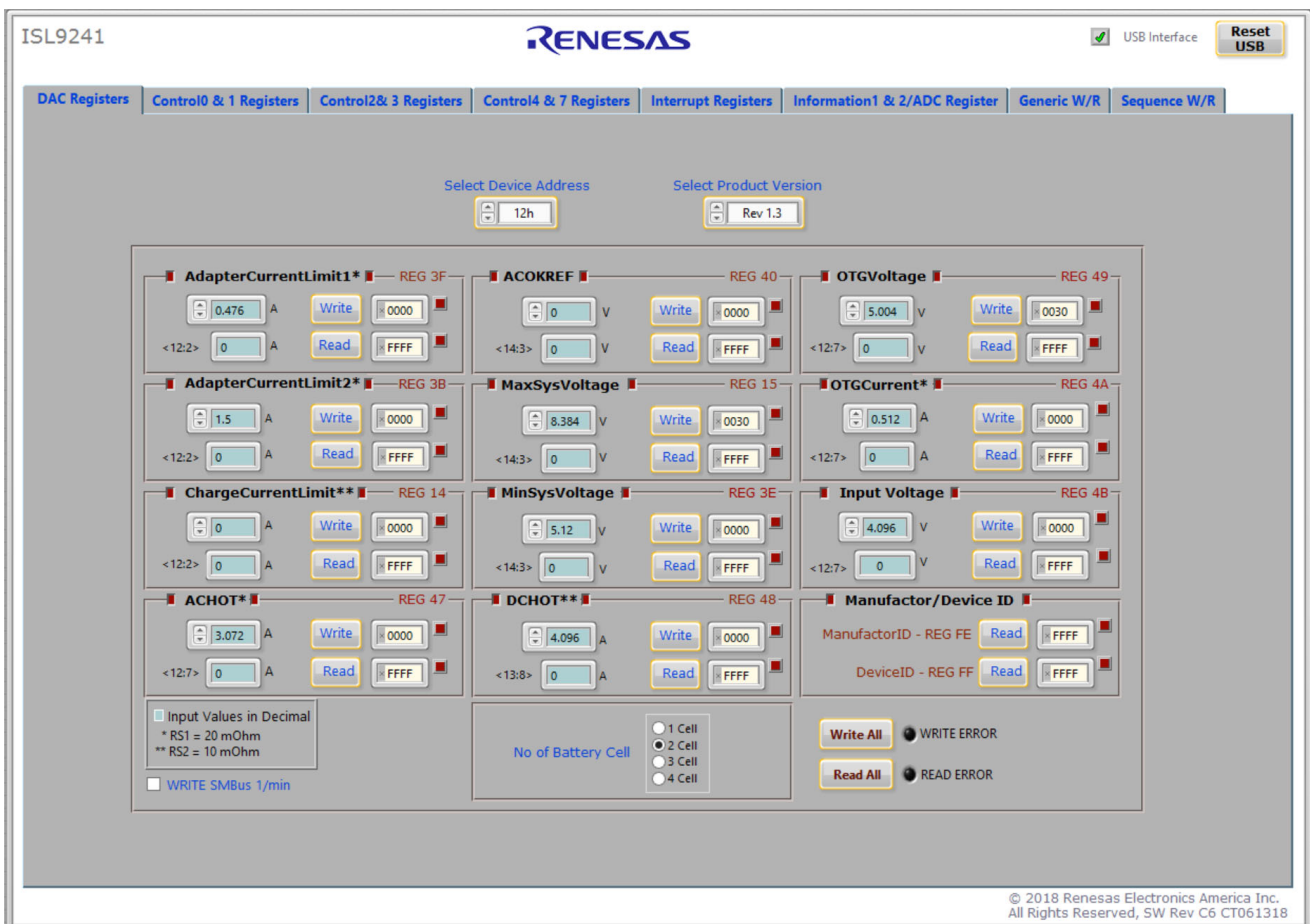 ISL9241
RENESAS
USB Interface
Reset USB
DAC Registers
Control0 & 1 Registers
Control2& 3 Registers
Control4 & 7 Registers
Interrupt Registers
Information1 & 2/ADC Register
Generic W/R
Sequence W/R
Select Device Address
12h
Select Product Version
Rev 1.3
AdapterCurrentLimit1* REG 3F
0.476 A Write x 0000
<12:2> 0 A Read x FFFF
ACOKREF REG 40
0 V Write x 0000
<14:3> 0 V Read x FFFF
OTGVoltage REG 49
5.004 V Write x 0030
<12:7> 0 V Read x FFFF
AdapterCurrentLimit2* REG 3B
1.5 A Write x 0000
<12:2> 0 A Read x FFFF
MaxSysVoltage REG 15
8.384 V Write x 0030
<14:3> 0 V Read x FFFF
OTGCurrent* REG 4A
0.512 A Write x 0000
<12:7> 0 A Read x FFFF
ChargeCurrentLimit** REG 14
0 A Write x 0000
<12:2> 0 A Read x FFFF
MinSysVoltage REG 3E
5.12 V Write x 0000
<14:3> 0 V Read x FFFF
Input Voltage REG 4B
4.096 V Write x 0000
<12:7> 0 V Read x FFFF
ACHOT* REG 47
3.072 A Write x 0000
<12:7> 0 A Read x FFFF
DCHOT** REG 48
4.096 A Write x 0000
<13:8> 0 A Read x FFFF
Manufactor/Device ID
ManufactorID - REG FE Read x FFFF
DeviceID - REG FF Read x FFFF
Input Values in Decimal
* RS1 = 20 mOhm
** RS2 = 10 mOhm
WRITE SMBus 1/min
No of Battery Cell
1 Cell
2 Cell
3 Cell
4 Cell
Write All WRITE ERROR
Read All READ ERROR
© 2018 Renesas Electronics America Inc.
All Rights Reserved, SW Rev C6 CT061318